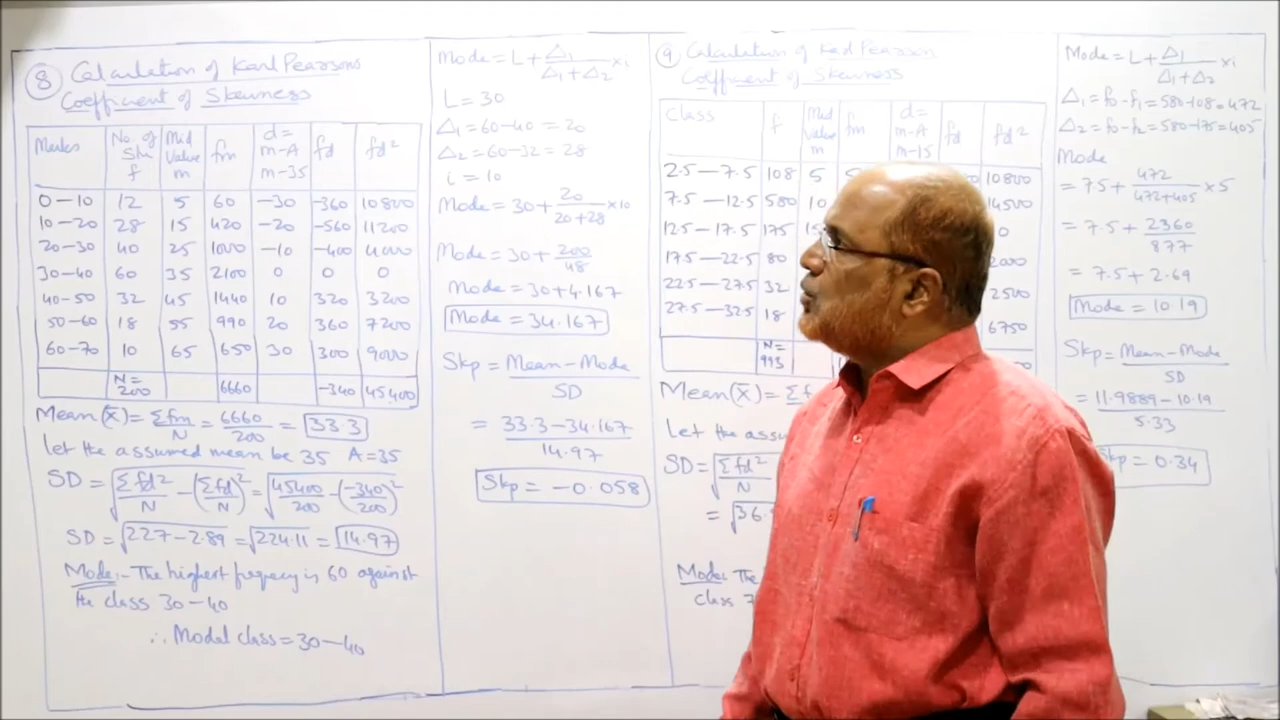 8 Calculation of Karl Pearsons
Coefficient of Skewness
Marks | No. of Stu f | Mid Value m | fm | d= m-A m-35 | fd | fd²
0-10 | 12 | 5 | 60 | -30 | -360 | 10800
10-20 | 28 | 15 | 420 | -20 | -560 | 11200
20-30 | 40 | 25 | 1000 | -10 | -400 | 4000
30-40 | 60 | 35 | 2100 | 0 | 0 | 0
40-50 | 32 | 45 | 1440 | 10 | 320 | 3200
50-60 | 18 | 55 | 990 | 20 | 360 | 7200
60-70 | 10 | 65 | 650 | 30 | 300 | 9000
N= 200 | 6660 | -340 | 45400
Mean (x̄) = Σfm/N = 6660/200 = 33.3
let the assumed mean be 35 A=35
SD = √(Σfd²/N - (Σfd/N)²) = √(45400/200 - (-340/200)²)
SD = √(227-2.89) = √224.11 = 14.97
Mode:- The highest freqecy is 60 against
the class 30-40
∴ Modal class = 30-40
Mode = L + Δ1/(Δ1+Δ2) × i
L = 30
Δ1 = 60-40 = 20
Δ2 = 60-32 = 28
i = 10
Mode = 30 + 20/(20+28) × 10
Mode = 30 + 200/48
Mode = 30 + 4.167
Mode = 34.167
Skp = (Mean - Mode)/SD
= (33.3 - 34.167)/14.97
Skp = -0.058
9 Calculation of Karl Pearson
Coefficient of Skewness
Class | f | Mid Value m | fm | d= m-A m-15 | fd | fd²
2.5-7.5 | 108 | 5 | 10800
7.5-12.5 | 580 | 10 | 14500
12.5-17.5 | 175 | 0
17.5-22.5 | 80
22.5-27.5 | 32
27.5-32.5 | 18 | 6750
N= 993
Mean (x̄) =
Let the
SD = √(Σfd²/N
= √36.
Mode: The
class 7
Mode = L + Δ1/(Δ1+Δ2) × i
Δ1 = f0-f1 = 580-108 = 472
Δ2 = f0-f2 = 580-175 = 405
Mode
= 7.5 + 472/(472+405) × 5
= 7.5 + 2360/877
= 7.5 + 2.69
Mode = 10.19
Skp = (Mean - Mode)/SD
= (11.9889 - 10.19)/5.33
Skp = 0.34